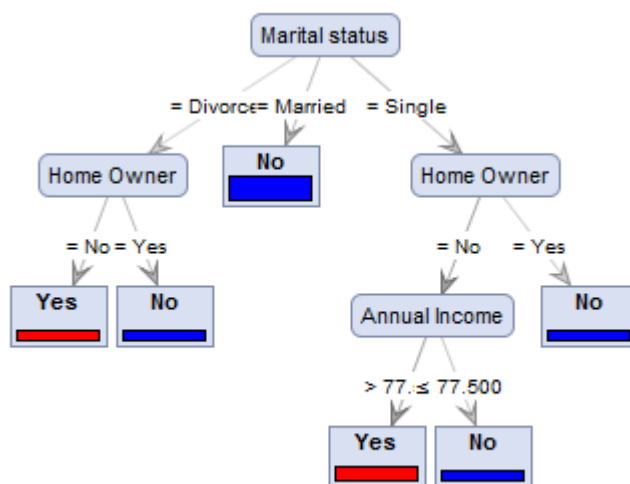 Marital status
= Divorce
= Married
= Single
Home Owner
No
Home Owner
= No
= Yes
= No
= Yes
Yes
No
Annual Income
No
> 77.
≤ 77.500
Yes
No